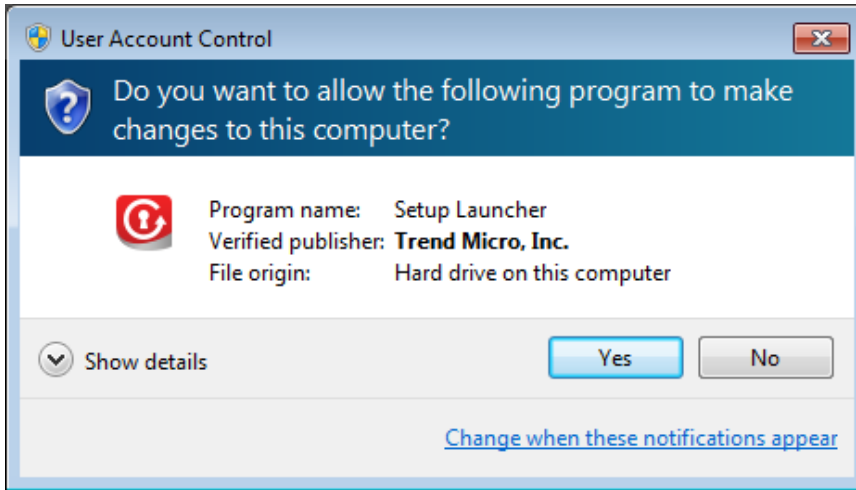 User Account Control
Do you want to allow the following program to make
changes to this computer?
Program name: Setup Launcher
Verified publisher: Trend Micro, Inc.
File origin: Hard drive on this computer
Show details
Yes
No
Change when these notifications appear